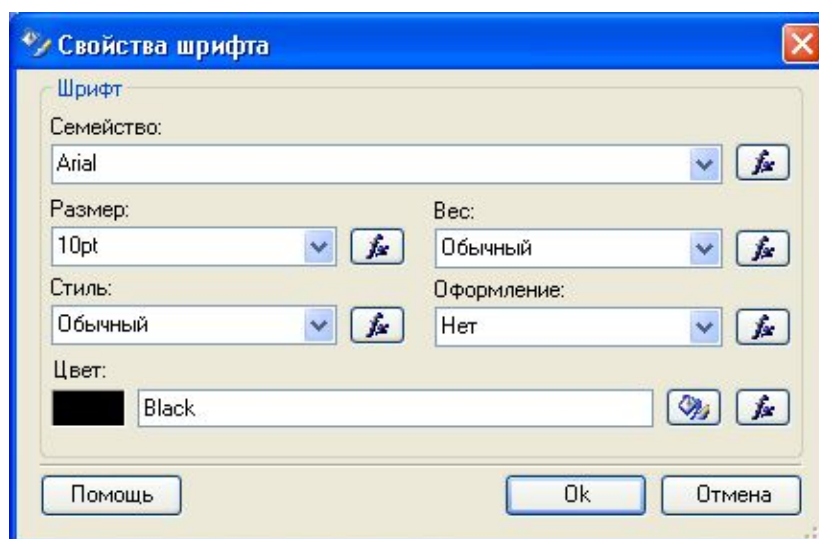 Свойства шрифта
Шрифт
Семейство:
Arial
Размер: Вес:
10pt Обычный
Стиль: Оформление:
Обычный Нет
Цвет:
Black
Помощь Ok Отмена